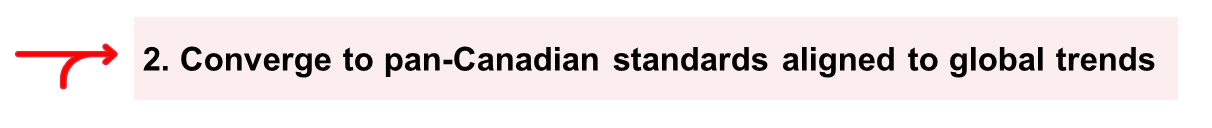 2. Converge to pan-Canadian standards aligned to global trends